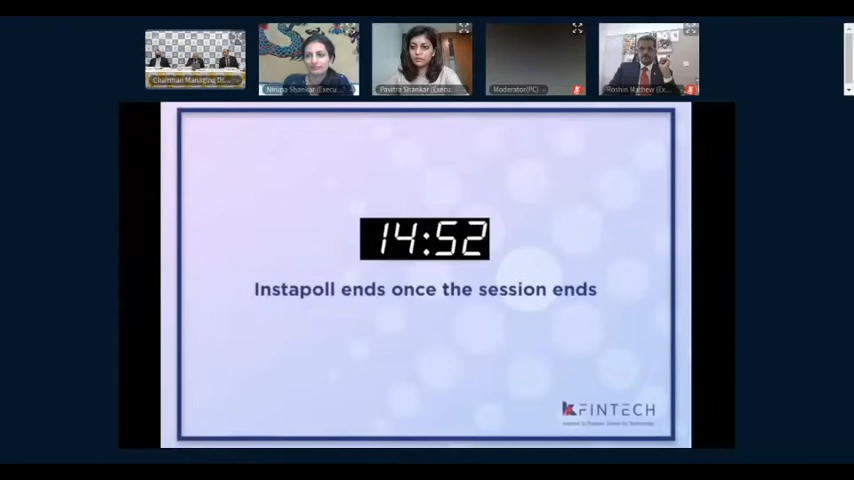 Chairman Managing Di...
Nirupa Shankar (Execu...
Pavitra Shankar (Execu...
Moderator(PC)
Roshin Mathew (Ex...
14:52
Instapoll ends once the session ends
KFINTECH